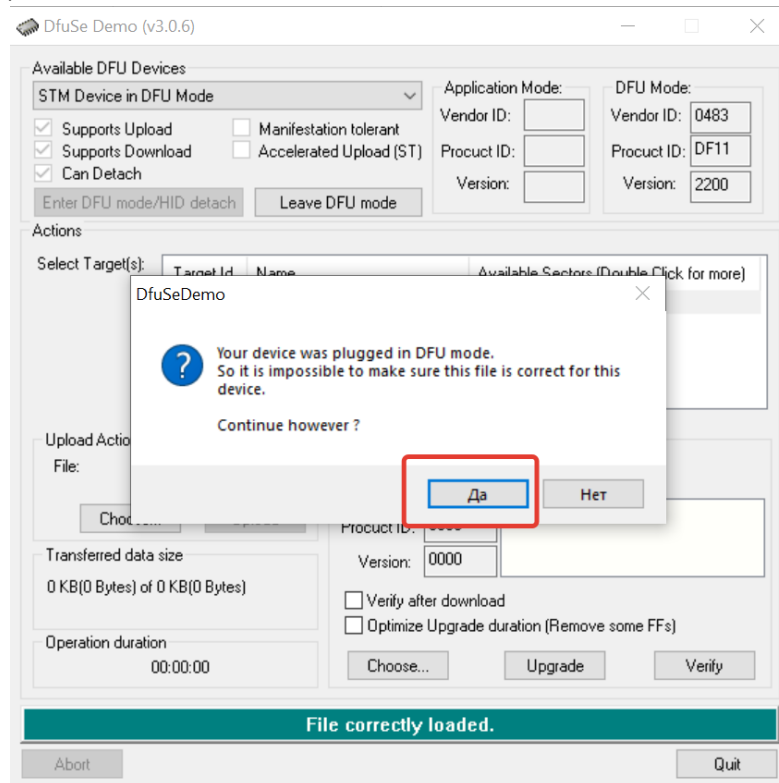 DfuSe Demo (v3.0.6)
Available DFU Devices
STM Device in DFU Mode
Supports Upload
Manifestation tolerant
Supports Download
Accelerated Upload (ST)
Can Detach
Enter DFU mode/HID detach
Leave DFU mode
Application Mode:
Vendor ID:
Procuct ID:
Version:
DFU Mode:
Vendor ID: 0483
Procuct ID: DF11
Version: 2200
Actions
Select Target(s):
Target Id Name Available Sectors (Double Click for more)
DfuSeDemo
Your device was plugged in DFU mode.
So it is impossible to make sure this file is correct for this
device.
Continue however ?
Да Нет
Upload Actio
File:
Transferred data size
0 KB(0 Bytes) of 0 KB(0 Bytes)
Operation duration
00:00:00
Procuct ID: 0000
Version: 0000
Verify after download
Optimize Upgrade duration (Remove some FFs)
Choose... Upgrade Verify
File correctly loaded.
Abort Quit